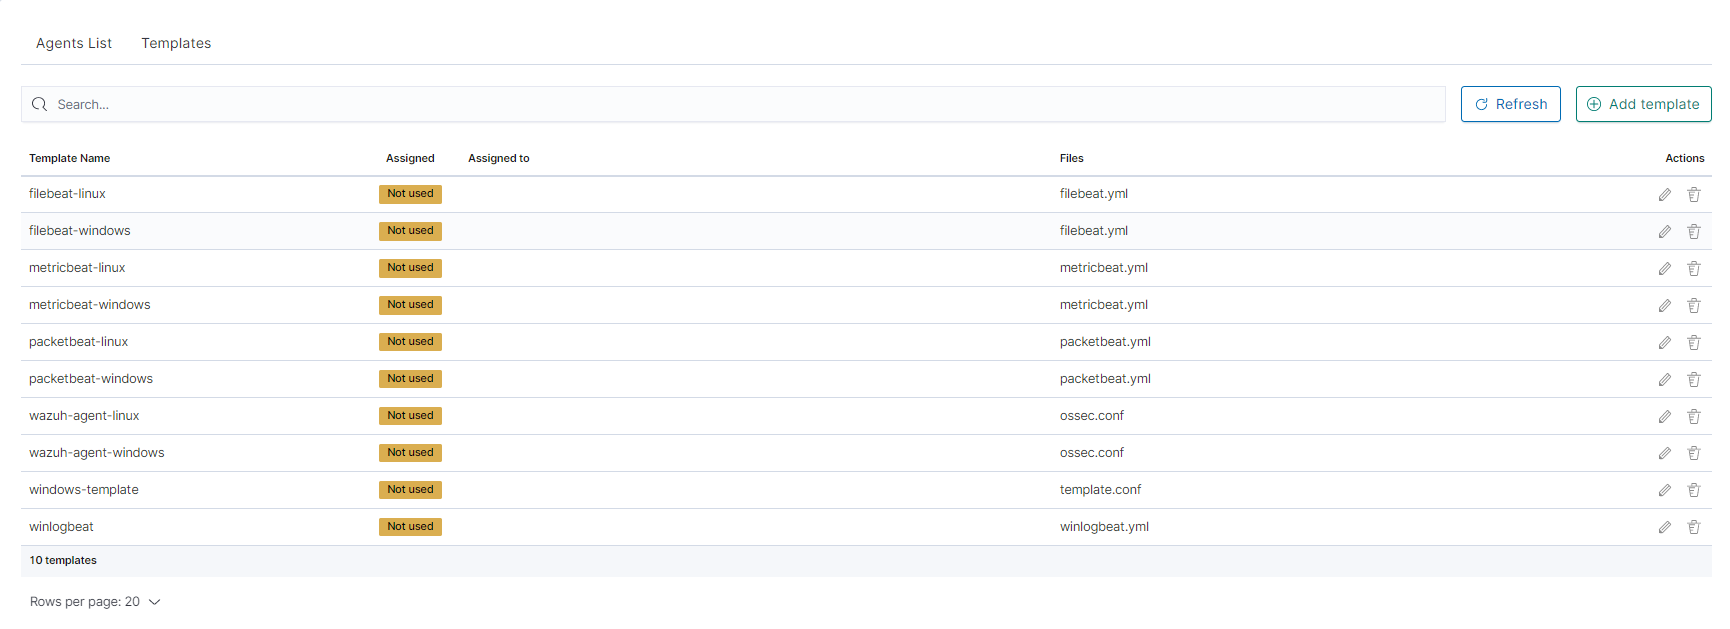 Agents List Templates
Search... Refresh Add template
Template Name Assigned Assigned to Files Actions
filebeat-linux Not used filebeat.yml
filebeat-windows Not used filebeat.yml
metricbeat-linux Not used metricbeat.yml
metricbeat-windows Not used metricbeat.yml
packetbeat-linux Not used packetbeat.yml
packetbeat-windows Not used packetbeat.yml
wazuh-agent-linux Not used ossec.conf
wazuh-agent-windows Not used ossec.conf
windows-template Not used template.conf
winlogbeat Not used winlogbeat.yml
10 templates
Rows per page: 20